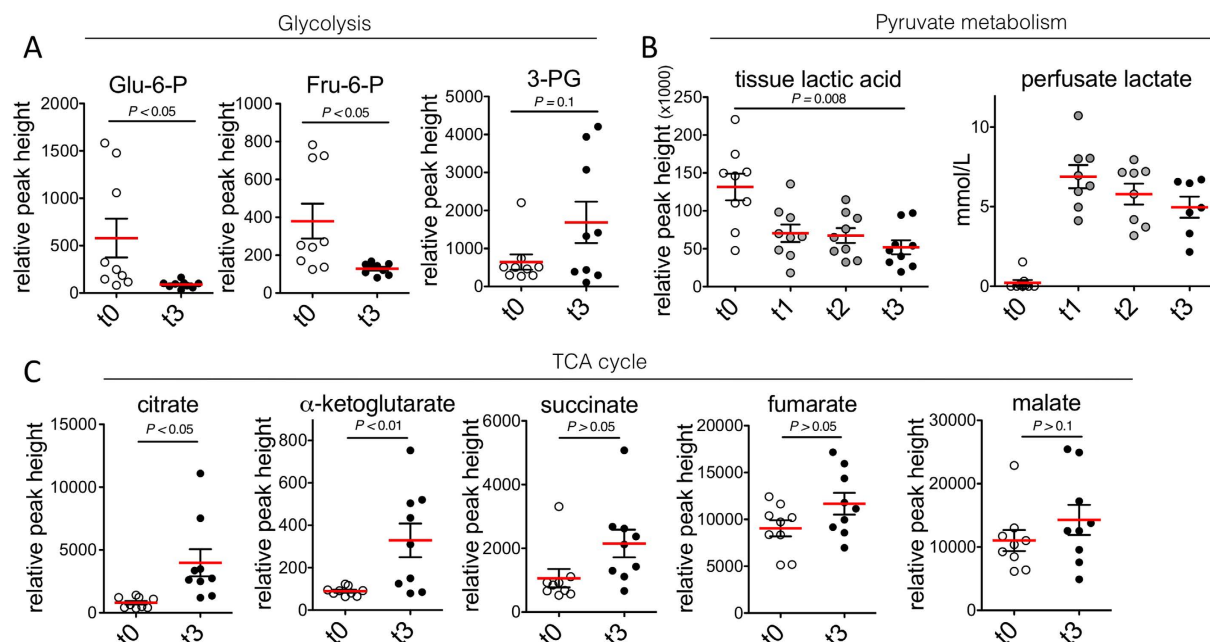 Glycolysis
Pyruvate metabolism
A
B
Glu-6-P
Fru-6-P
3-PG
tissue lactic acid
perfusate lactate
relative peak height
2000
1500
1000
500
0
P < 0.05
t0
t3
relative peak height
1000
800
600
400
200
0
P < 0.05
t0
t3
relative peak height
5000
4000
3000
2000
1000
0
P = 0.1
t0
t3
relative peak height (x1000)
250
200
150
100
50
0
P = 0.008
t0
t1
t2
t3
mmol/L
10
5
0
t0
t1
t2
t3
C
TCA cycle
citrate
α-ketoglutarate
succinate
fumarate
malate
relative peak height
15000
10000
5000
0
P < 0.05
t0
t3
relative peak height
800
600
400
200
0
P < 0.01
t0
t3
relative peak height
6000
4000
2000
0
P > 0.05
t0
t3
relative peak height
20000
15000
10000
5000
0
P > 0.05
t0
t3
relative peak height
30000
20000
10000
0
P > 0.1
t0
t3